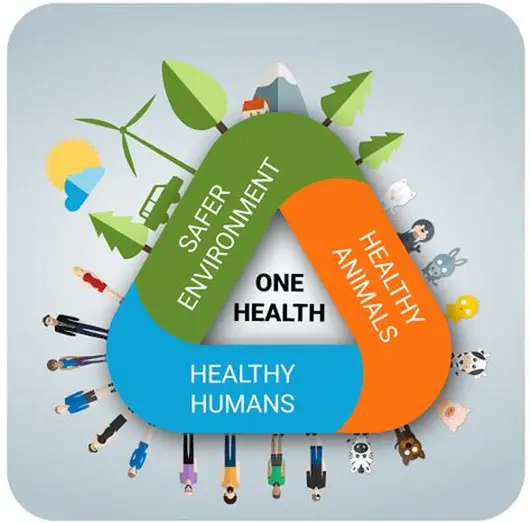 SAFER
ENVIRONMENT
HEALTHY
ANIMALS
ONE
HEALTH
HEALTHY
HUMANS